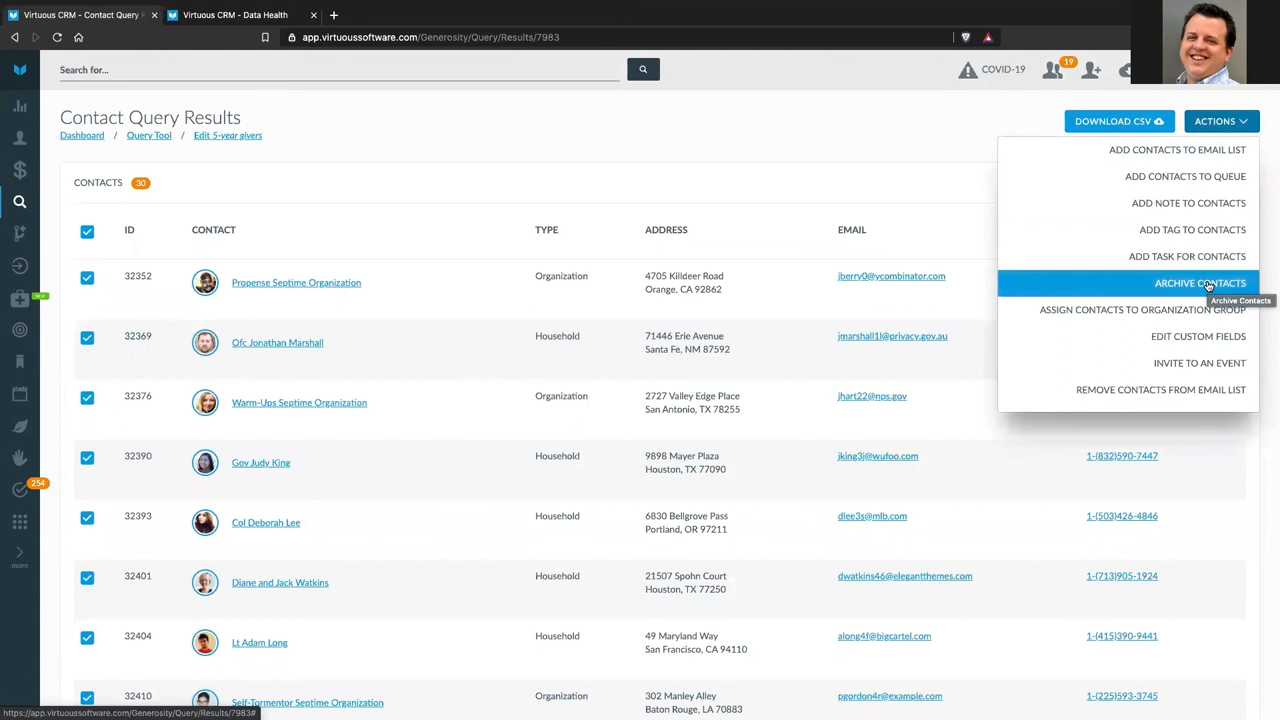 Virtuous CRM - Contact Query R
Virtuous CRM - Data Health
app.virtuoussoftware.com/Generosity/Query/Results/7983
Search for...
COVID-19
19
Contact Query Results
Dashboard / Query Tool / Edit 5-year givers
DOWNLOAD CSV
ACTIONS
ADD CONTACTS TO EMAIL LIST
ADD CONTACTS TO QUEUE
ADD NOTE TO CONTACTS
ADD TAG TO CONTACTS
ADD TASK FOR CONTACTS
ARCHIVE CONTACTS
Archive Contacts
ASSIGN CONTACTS TO ORGANIZATION GROUP
EDIT CUSTOM FIELDS
INVITE TO AN EVENT
REMOVE CONTACTS FROM EMAIL LIST
CONTACTS 30
ID CONTACT TYPE ADDRESS EMAIL
32352 Propense Septime Organization Organization 4705 Killdeer Road jberry0@ycombinator.com
Orange, CA 92862
32369 Ofc Jonathan Marshall Household 71446 Erie Avenue jmarshall1l@privacy.gov.au
Santa Fe, NM 87592
32376 Warm-Ups Septime Organization Organization 2727 Valley Edge Place jhart22@nps.gov
San Antonio, TX 78255
32390 Gov Judy King Household 9898 Mayer Plaza jking3j@wufoo.com 1-(832)590-7447
Houston, TX 77090
32393 Col Deborah Lee Household 6830 Bellgrove Pass dlee3s@mlb.com 1-(503)426-4846
Portland, OR 97211
32401 Diane and Jack Watkins Household 21507 Spohn Court dwatkins46@elegantthemes.com 1-(713)905-1924
Houston, TX 77250
32404 Lt Adam Long Household 49 Maryland Way along4f@bigcartel.com 1-(415)390-9441
San Francisco, CA 94110
32410 Self-Tormentor Septime Organization Organization 302 Manley Alley pgordon4r@example.com 1-(225)593-3745
Baton Rouge, LA 70883
254
more
https://app.virtuoussoftware.com/Generosity/Query/Results/7983#